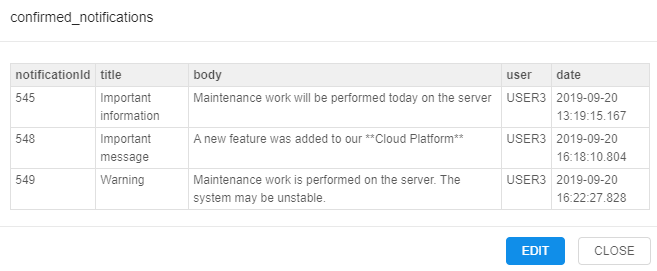 confirmed_notifications
notificationId title body user date
545 Important information Maintenance work will be performed today on the server USER3 2019-09-20 13:19:15.167
548 Important message A new feature was added to our **Cloud Platform** USER3 2019-09-20 16:18:10.804
549 Warning Maintenance work is performed on the server. The system may be unstable. USER3 2019-09-20 16:22:27.828
EDIT CLOSE